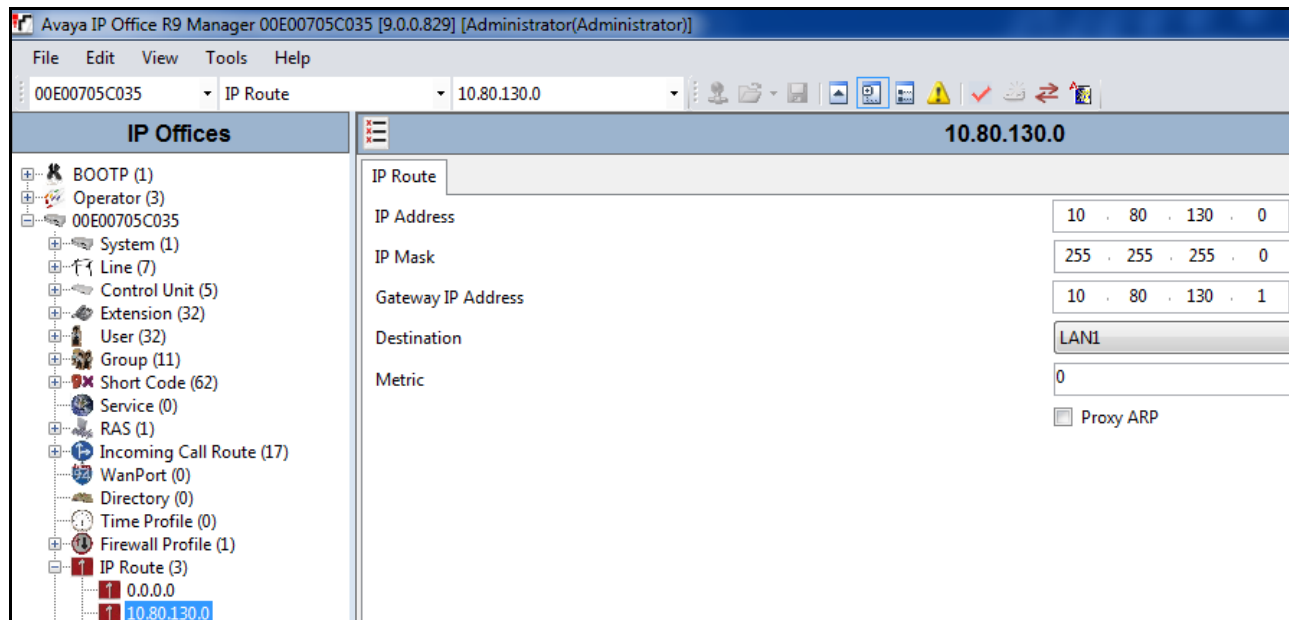 Avaya IP Office R9 Manager 00E00705C035 [9.0.0.829] [Administrator(Administrator)]
File Edit View Tools Help
00E00705C035 IP Route 10.80.130.0
IP Offices
10.80.130.0
BOOTP (1)
Operator (3)
00E00705C035
System (1)
Line (7)
Control Unit (5)
Extension (32)
User (32)
Group (11)
Short Code (62)
Service (0)
RAS (1)
Incoming Call Route (17)
WanPort (0)
Directory (0)
Time Profile (0)
Firewall Profile (1)
IP Route (3)
0.0.0.0
10.80.130.0
IP Route
IP Address 10 . 80 . 130 . 0
IP Mask 255 . 255 . 255 . 0
Gateway IP Address 10 . 80 . 130 . 1
Destination LAN1
Metric 0
Proxy ARP